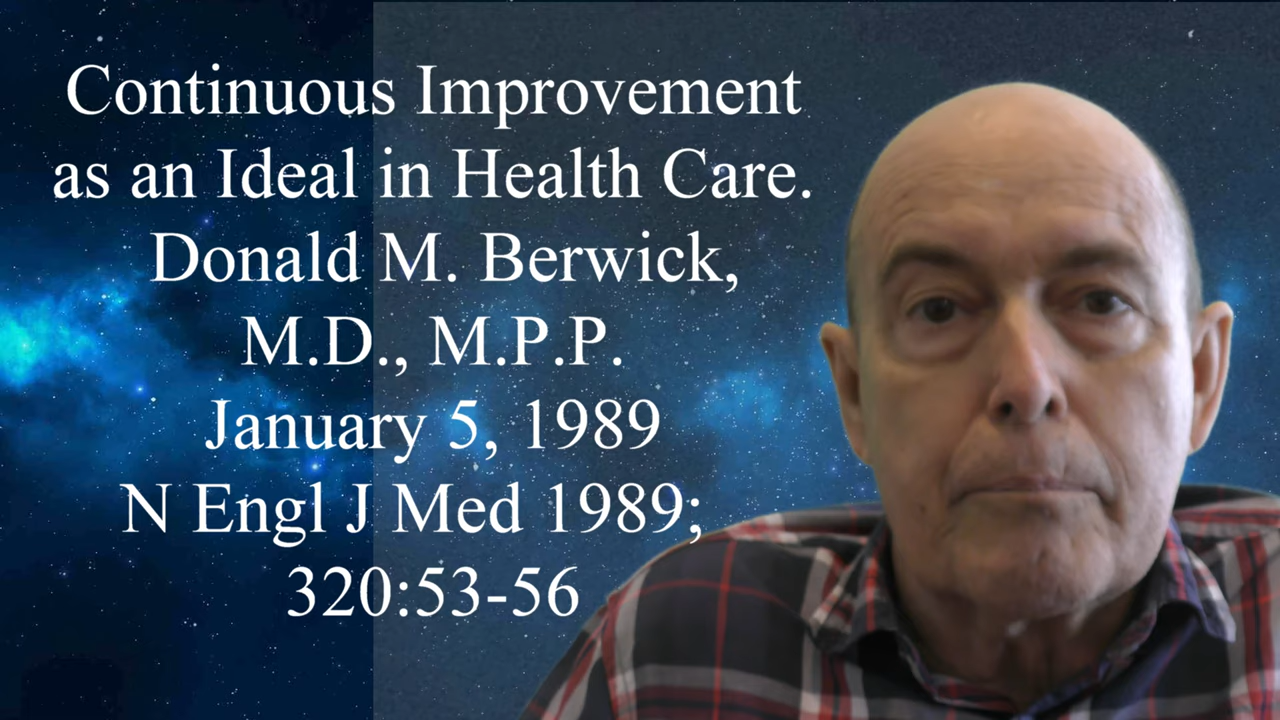 Continuous Improvement
as an Ideal in Health Care.
Donald M. Berwick,
M.D., M.P.P.
January 5, 1989
N Engl J Med 1989;
320:53-56